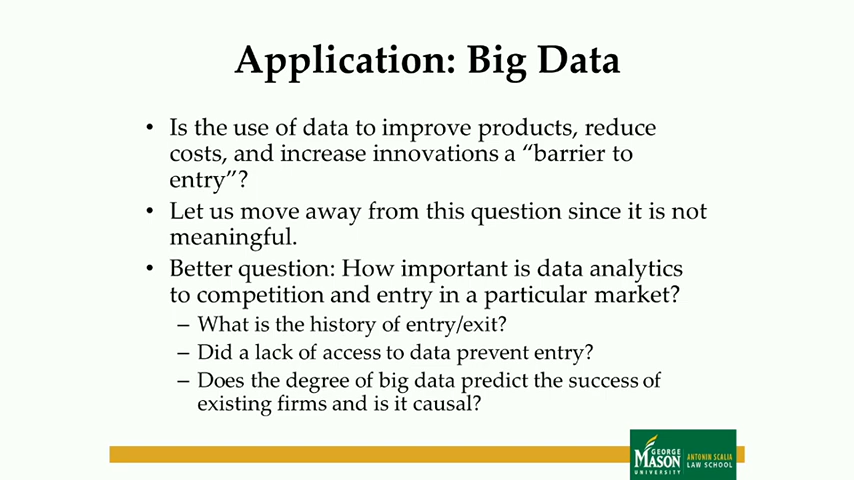 Application: Big Data
• Is the use of data to improve products, reduce
costs, and increase innovations a “barrier to
entry”?
• Let us move away from this question since it is not
meaningful.
• Better question: How important is data analytics
to competition and entry in a particular market?
– What is the history of entry/exit?
– Did a lack of access to data prevent entry?
– Does the degree of big data predict the success of
existing firms and is it causal?
GEORGE
MASON
UNIVERSITY
ANTONIN SCALIA
LAW SCHOOL